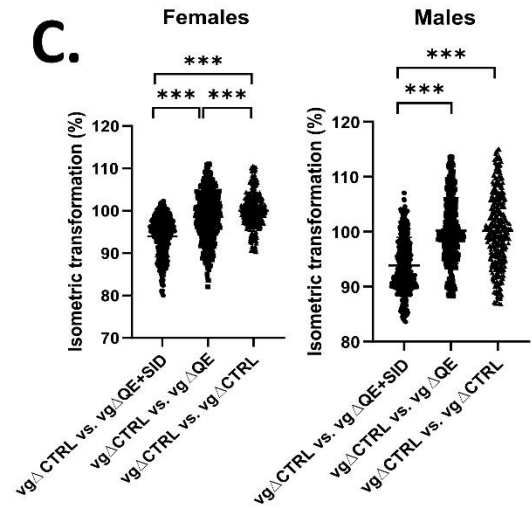 C.
Females
***
*** ***
Isometric transformation (%)
120
110
100
90
80
70
vg△CTRL vs. vg△QE+SID
vg△CTRL vs. vg△QE
vg△CTRL vs. vg△CTRL
Males
***
***
Isometric transformation (%)
120
110
100
90
80
vg△CTRL vs. vg△QE+SID
vg△CTRL vs. vg△QE
vg△CTRL vs. vg△CTRL